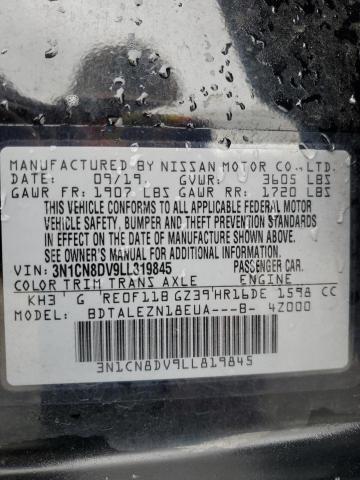 MANUFACTURED BY NISSAN MOTOR CO., LTD.
DATE: 09/19 GVWR: 3605 LBS
GAWR FR: 1907 LBS GAWR RR: 1720 LBS
THIS VEHICLE CONFORMS TO ALL APPLICABLE
FEDERAL MOTOR VEHICLE SAFETY, BUMPER
AND THEFT PREVENTION STANDARDS IN EFFECT
ON THE DATE OF MANUFACTURE SHOWN ABOVE.
SEE OWNER'S MANUAL FOR
ADDITIONAL INFORMATION.
VIN: 3N1CN8DV9LL819845 PASSENGER CAR.
COLOR TRIM TRANS AXLE ENGINE
KH3 G RE0F11B GZ39 HR16DE 1598 CC
BDTALEZN18EUA---B- 4Z000
3N1CN8DV9LL819845